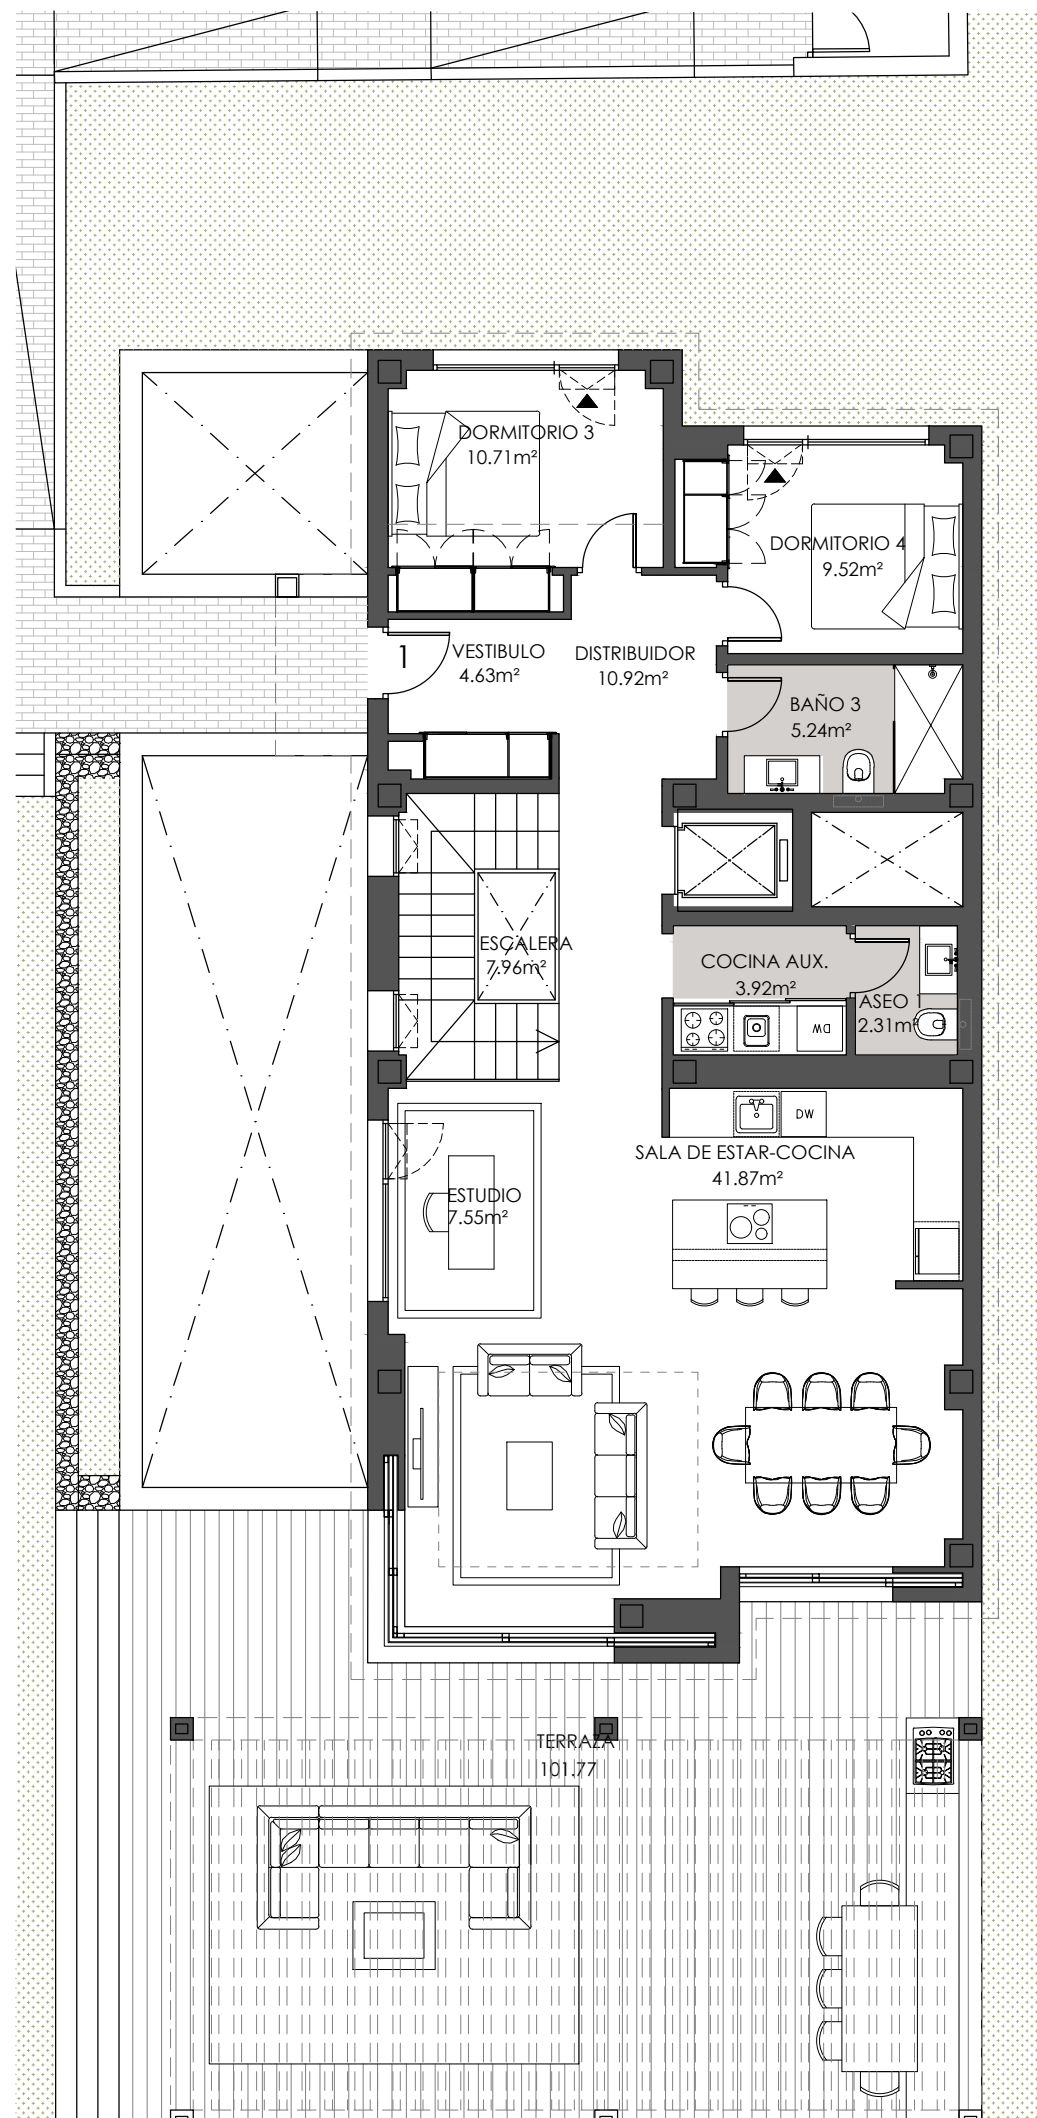 DORMITORIO 3
10.71m²
DORMITORIO 4
9.52m²
1
VESTIBULO
4.63m²
DISTRIBUIDOR
10.92m²
BAÑO 3
5.24m²
ESCALERA
7.96m²
COCINA AUX.
3.92m²
ASEO 1
2.31m²
DW
DW
SALA DE ESTAR-COCINA
41.87m²
ESTUDIO
7.55m²
TERRAZA
101.77